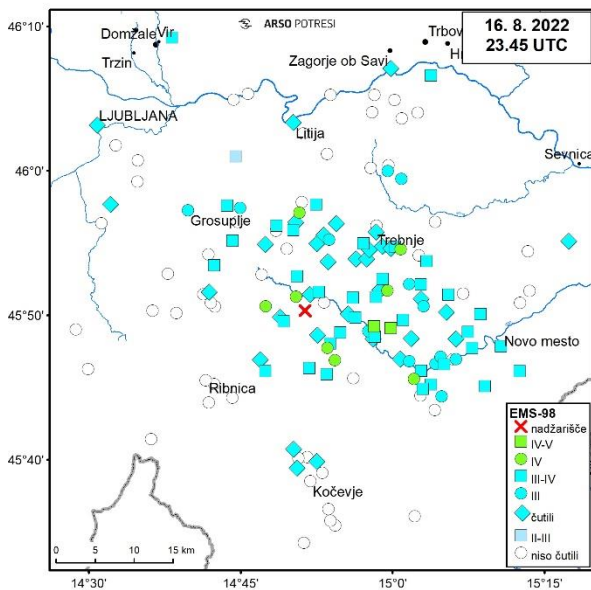 46°10'
46°0'
45°50'
45°40'
ARSO POTRESI
16. 8. 2022
23.45 UTC
Domžale
Vir
Trzin
Trbov
Hr
Zagorje ob Savi
LJUBLJANA
Litija
Sevnica
Grosuplje
Trebnje
Novo mesto
Ribnica
Kočevje
EMS-98
nadžarišče
IV-V
IV
III-IV
III
čutili
II-III
niso čutili
0 5 10 15 km
14°30' 14°45' 15°0' 15°15'